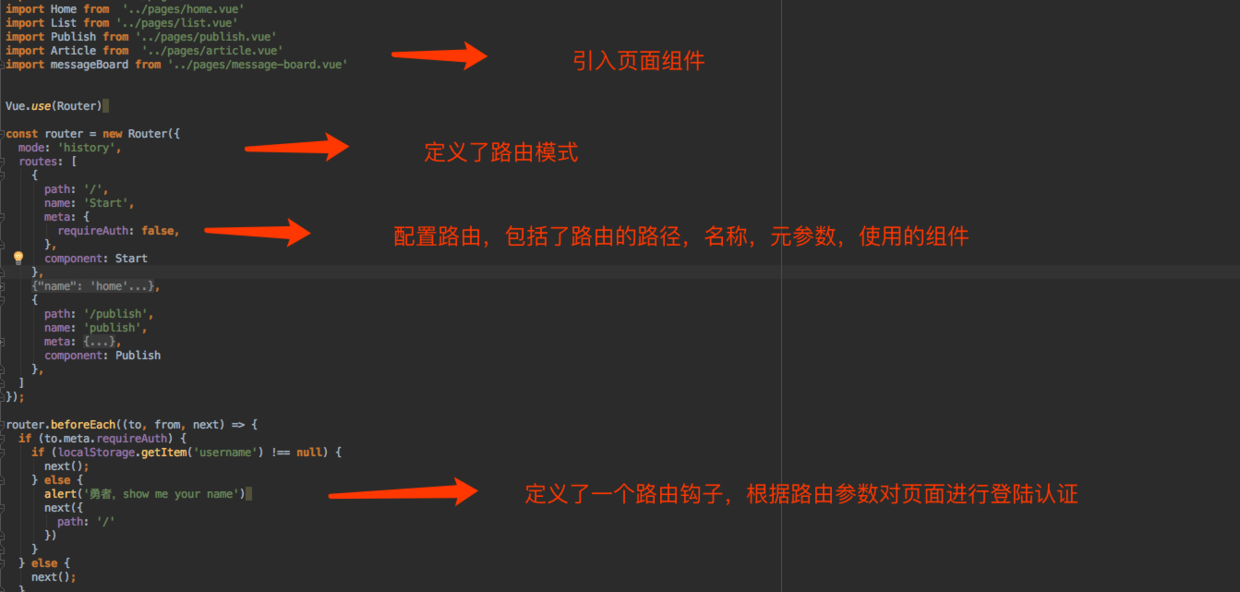 import Home from  '../pages/home.vue'
import List from '../pages/list.vue'
import Publish from '../pages/publish.vue'
import Article from  '../pages/article.vue'
import messageBoard from '../pages/message-board.vue'
引入页面组件
Vue.use(Router)
const router = new Router({
  mode: 'history',
定义了路由模式
  routes: [
    {
      path: '/',
      name: 'Start',
      meta: {
        requireAuth: false,
配置路由，包括了路由的路径，名称，元参数，使用的组件
      },
      component: Start
    },
    {"name": 'home'...},
    {
      path: '/publish',
      name: 'publish',
      meta: {...},
      component: Publish
    },
  ]
});
router.beforeEach((to, from, next) => {
  if (to.meta.requireAuth) {
    if (localStorage.getItem('username') !== null) {
      next();
    } else {
      alert('勇者，show me your name')
定义了一个路由钩子，根据路由参数对页面进行登陆认证
      next({
        path: '/'
      })
    }
  } else {
    next();